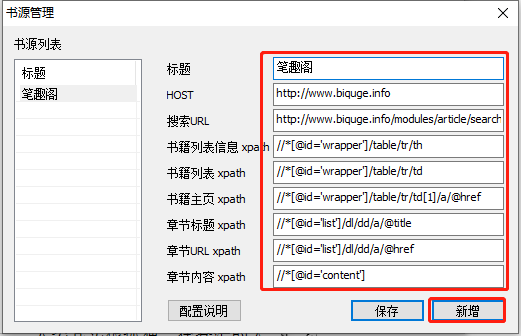 书源管理
书源列表
标题
笔趣阁
标题 笔趣阁
HOST http://www.biquge.info
搜索URL http://www.biquge.info/modules/article/search
书籍列表信息 xpath //*[@id='wrapper']/table/tr/th
书籍列表 xpath //*[@id='wrapper']/table/tr/td
书籍主页 xpath //*[@id='wrapper']/table/tr/td[1]/a/@href
章节标题 xpath //*[@id='list']/dl/dd/a/@title
章节URL xpath //*[@id='list']/dl/dd/a/@href
章节内容 xpath //*[@id='content']
配置说明 保存 新增